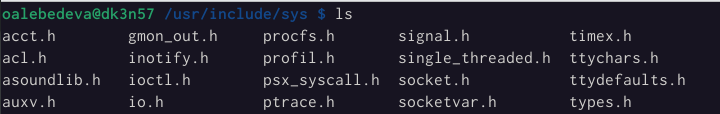 oalebedeva@dk3n57 /usr/include/sys $ ls
acct.h gmon_out.h procfs.h signal.h timex.h
acl.h inotify.h profil.h single_threaded.h ttychars.h
asoundlib.h ioctl.h psx_syscall.h socket.h ttydefaults.h
auxv.h io.h ptrace.h socketvar.h types.h